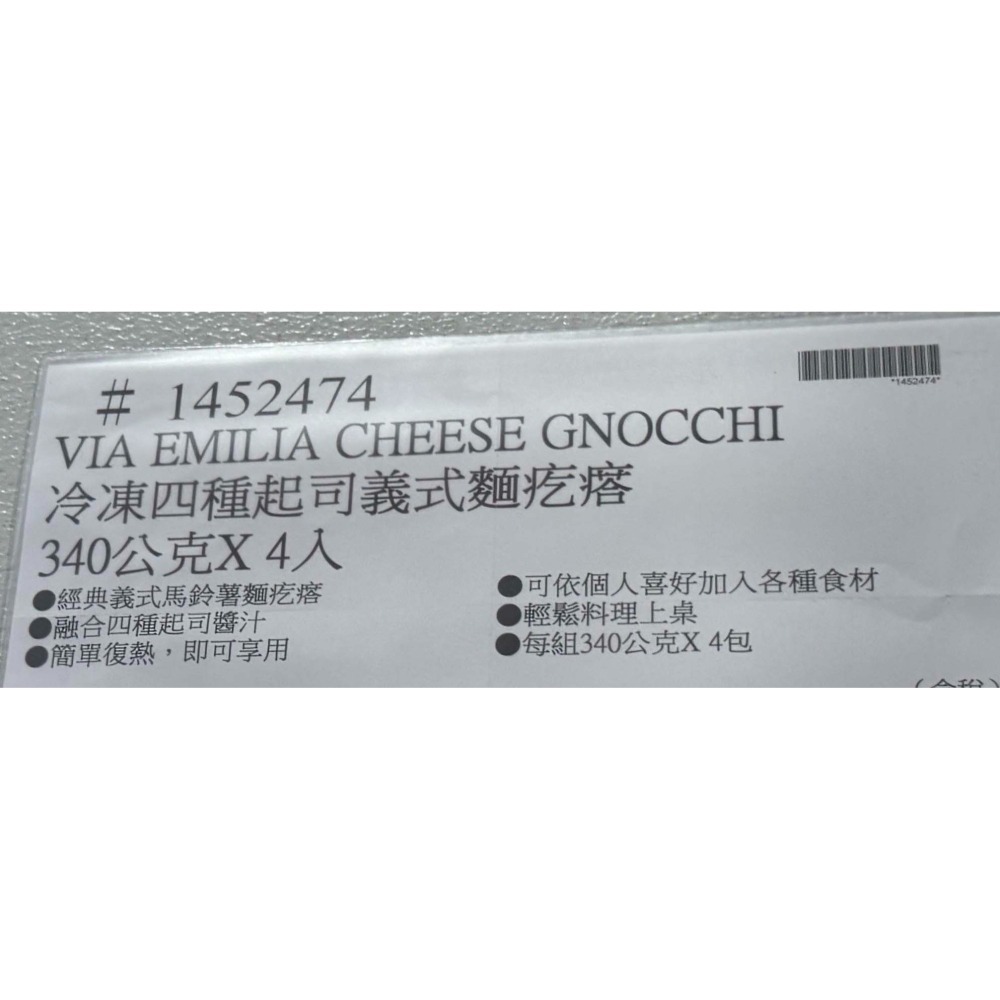 # 1452474
*1452474*
VIA EMILIA CHEESE GNOCCHI
冷凍四種起司義式麵疙瘩
340公克X 4入
●經典義式馬鈴薯麵疙瘩
●融合四種起司醬汁
●簡單復熱，即可享用
●可依個人喜好加入各種食材
●輕鬆料理上桌
●每組340公克X 4包